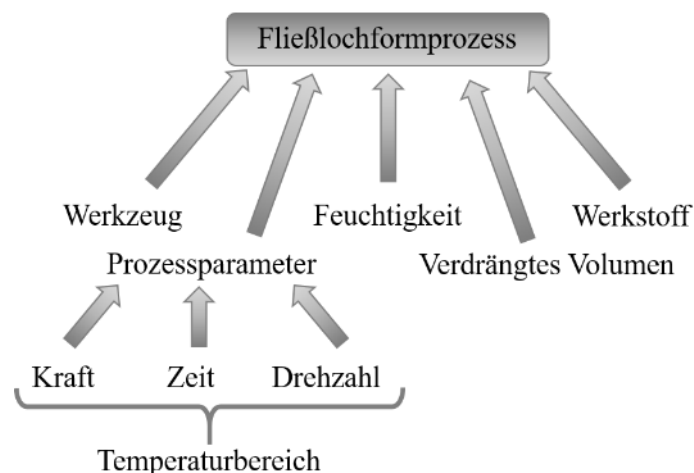 Fließlochformprozess
Werkzeug
Feuchtigkeit
Werkstoff
Prozessparameter
Verdrängtes Volumen
Kraft
Zeit
Drehzahl
Temperaturbereich